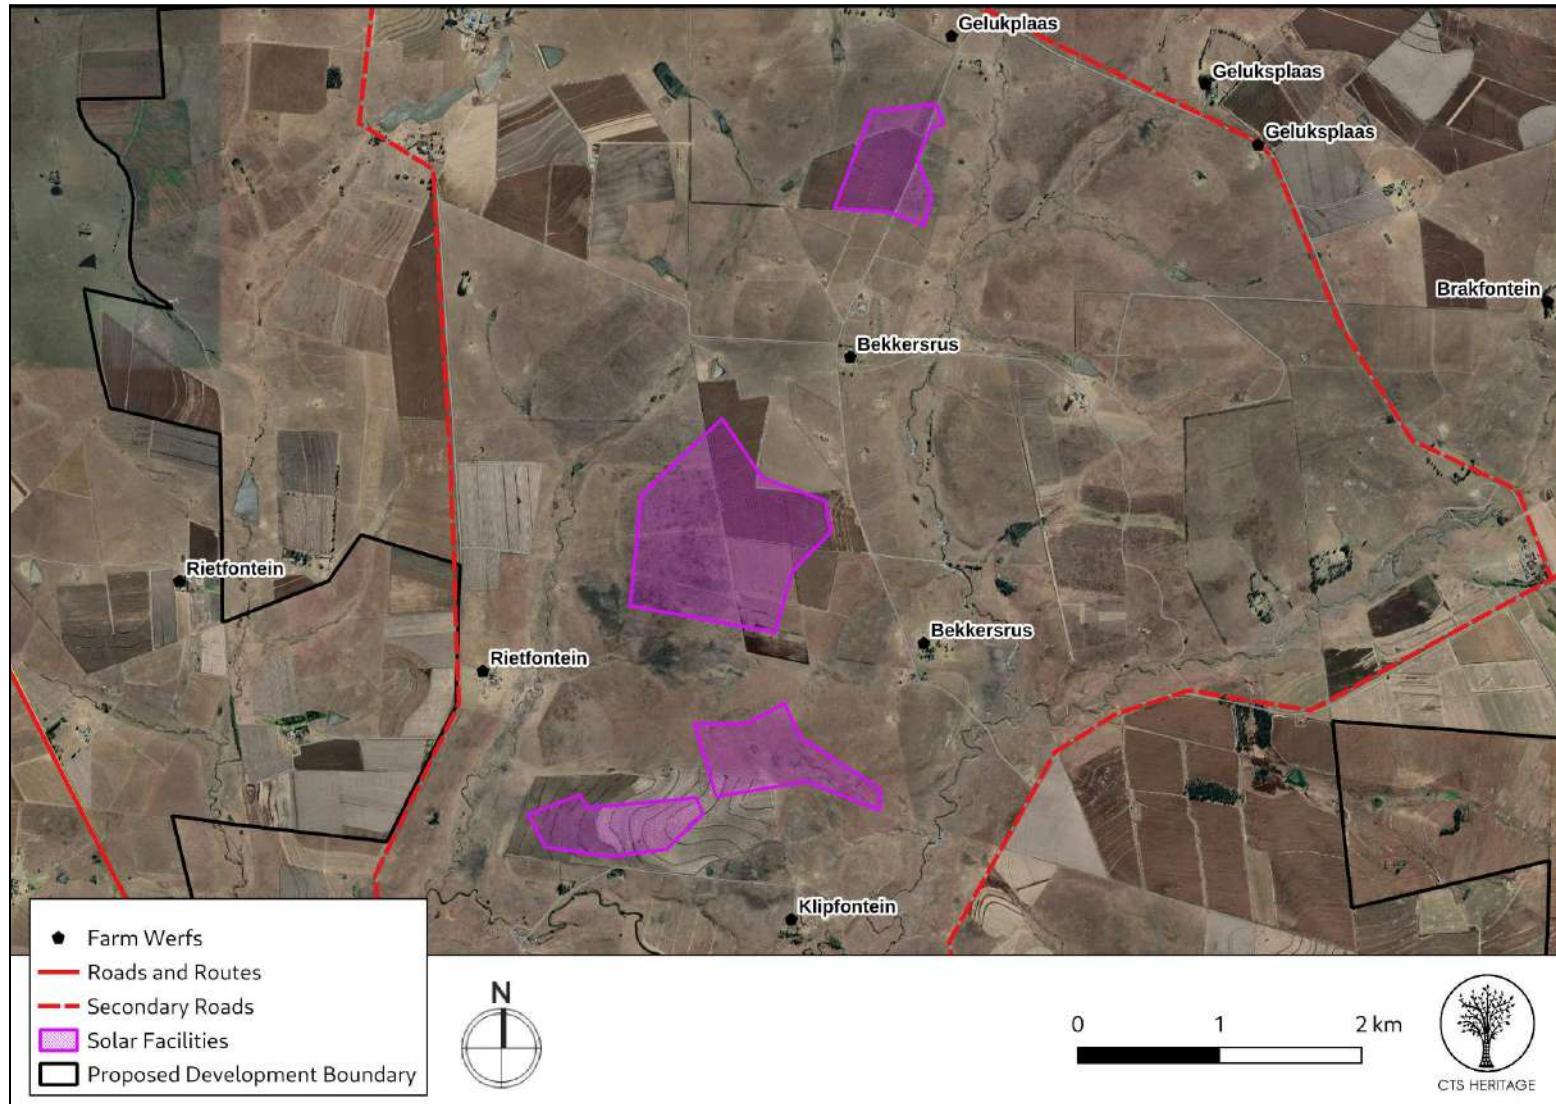 Gelukplaas
Geluksplaas
Geluksplaas
Brakfontein
Bekkersrus
Rietfontein
Bekkersrus
Rietfontein
Klipfontein
Farm Werfs
Roads and Routes
Secondary Roads
Solar Facilities
Proposed Development Boundary
N
0 1 2 km
CTS HERITAGE